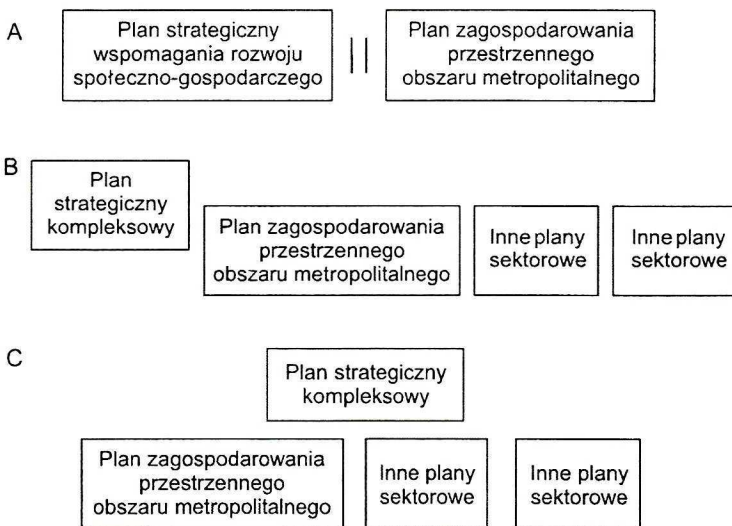 A
Plan strategiczny
wspomagania rozwoju
społeczno-gospodarczego
Plan zagospodarowania
przestrzennego
obszaru metropolitalnego
B
Plan
strategiczny
kompleksowy
Plan zagospodarowania
przestrzennego
obszaru metropolitalnego
Inne plany
sektorowe
Inne plany
sektorowe
C
Plan strategiczny
kompleksowy
Plan zagospodarowania
przestrzennego
obszaru metropolitalnego
Inne plany
sektorowe
Inne plany
sektorowe